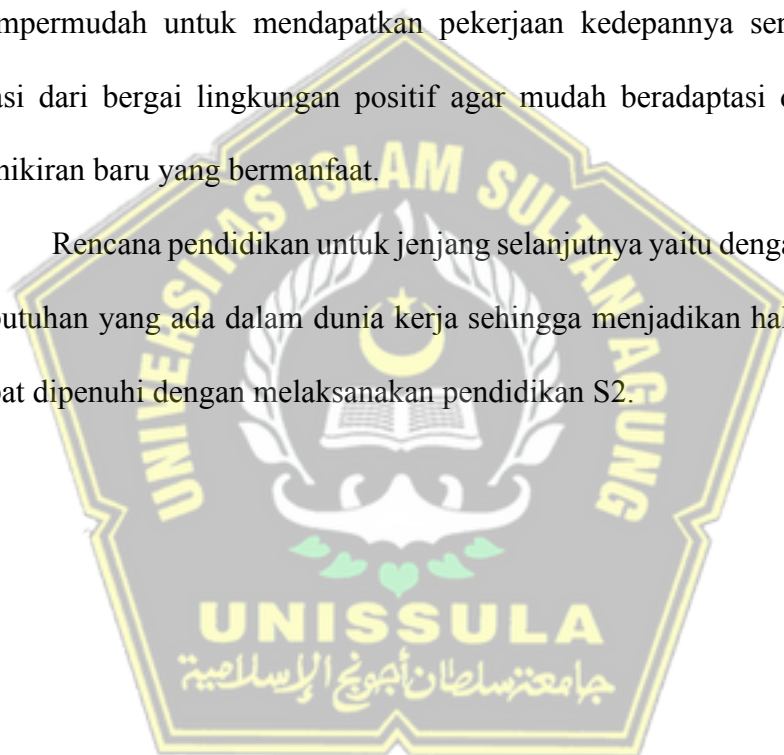 mpermudah untuk mendapatkan pekerjaan kedepannya ser
asi dari bergai lingkungan positif agar mudah beradaptasi
nikiran baru yang bermanfaat.
Rencana pendidikan untuk jenjang selanjutnya yaitu denga
butuhan yang ada dalam dunia kerja sehingga menjadikan ha
pat dipenuhi dengan melaksanakan pendidikan S2.
UNIVERSITAS ISLAM SULTAN AGUNG
UNISSULA
جامعة سلطان أجونج الإسلامية